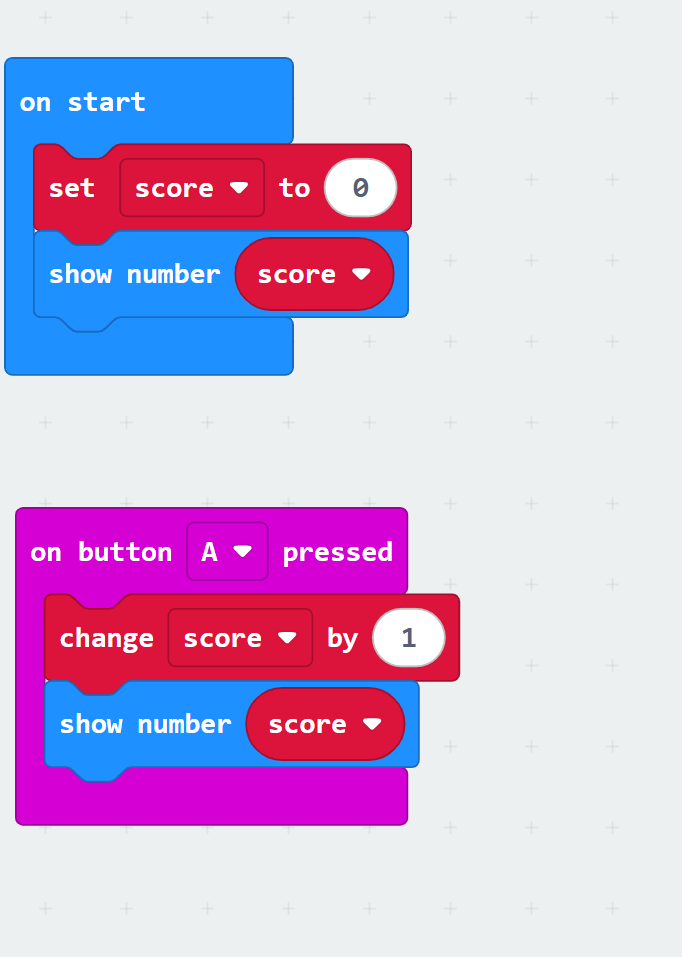 on start
set score to 0
show number score
on button A pressed
change score by 1
show number score